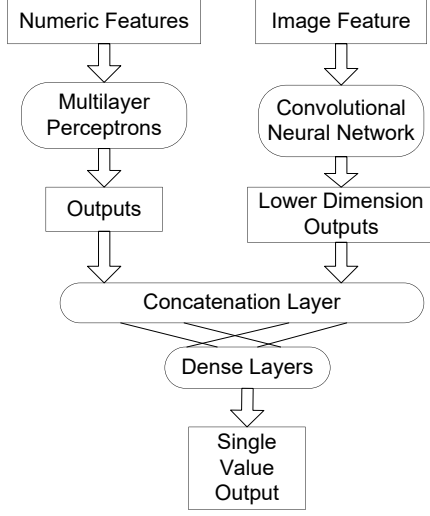 Numeric Features
Image Feature
Multilayer
Perceptrons
Convolutional
Neural Network
Outputs
Lower Dimension
Outputs
Concatenation Layer
Dense Layers
Single
Value
Output